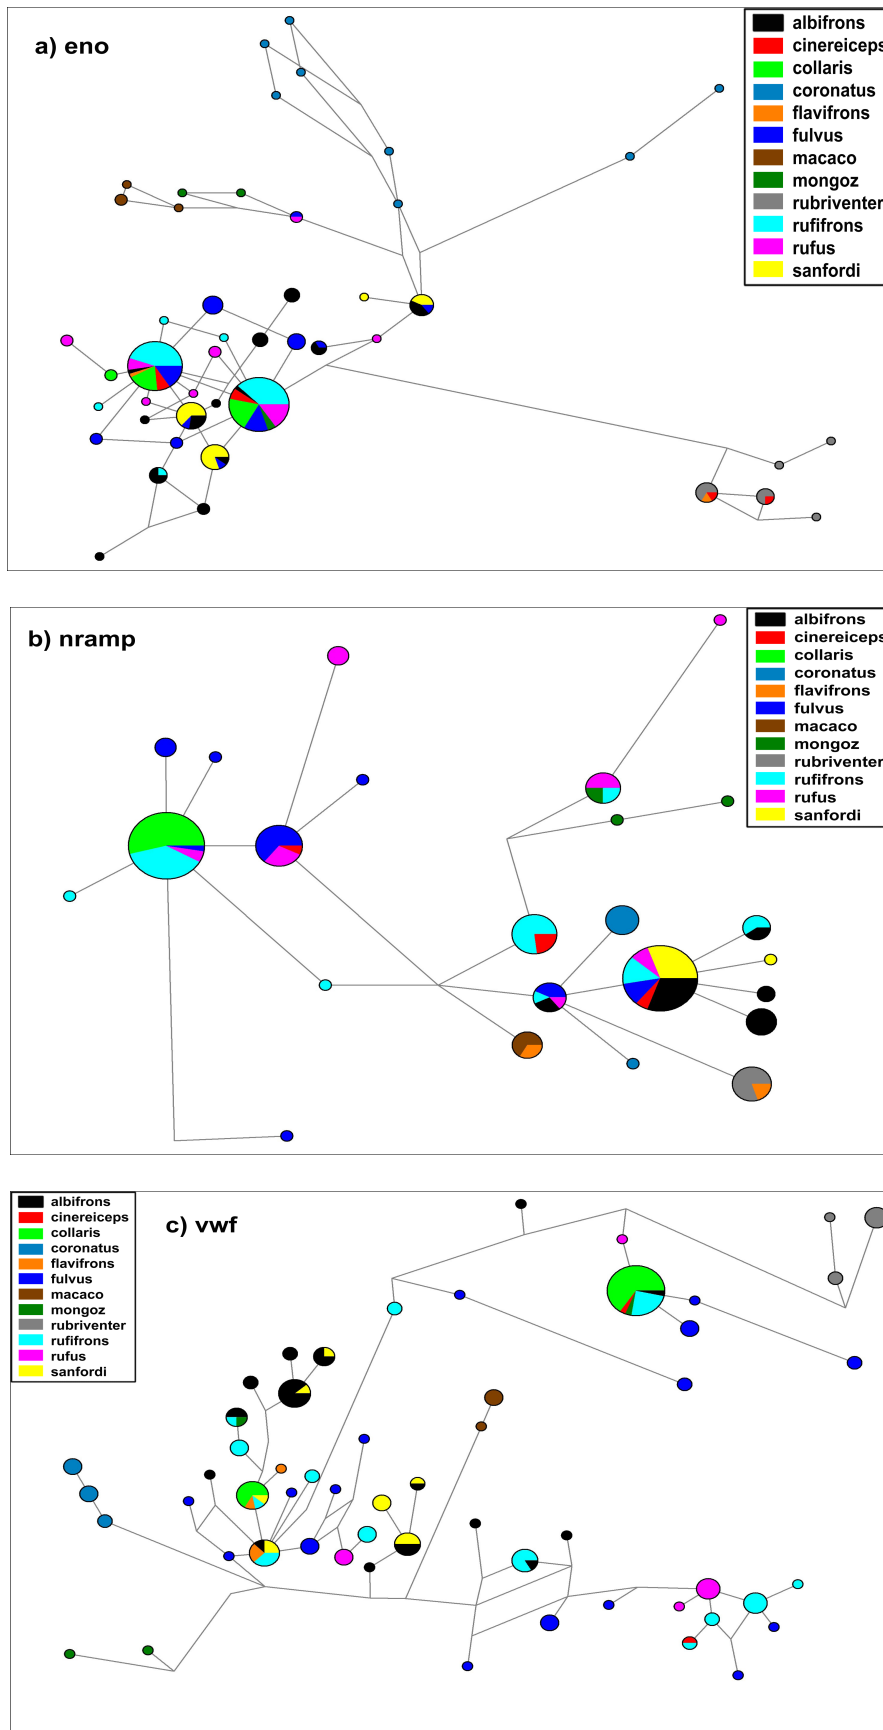 a) eno
albifrons
cinereiceps
collaris
coronatus
flavifrons
fulvus
macaco
mongoz
rubriventer
rufifrons
rufus
sanfordi
b) nramp
albifrons
cinereiceps
collaris
coronatus
flavifrons
fulvus
macaco
mongoz
rubriventer
rufifrons
rufus
sanfordi
c) vwf
albifrons
cinereiceps
collaris
coronatus
flavifrons
fulvus
macaco
mongoz
rubriventer
rufifrons
rufus
sanfordi